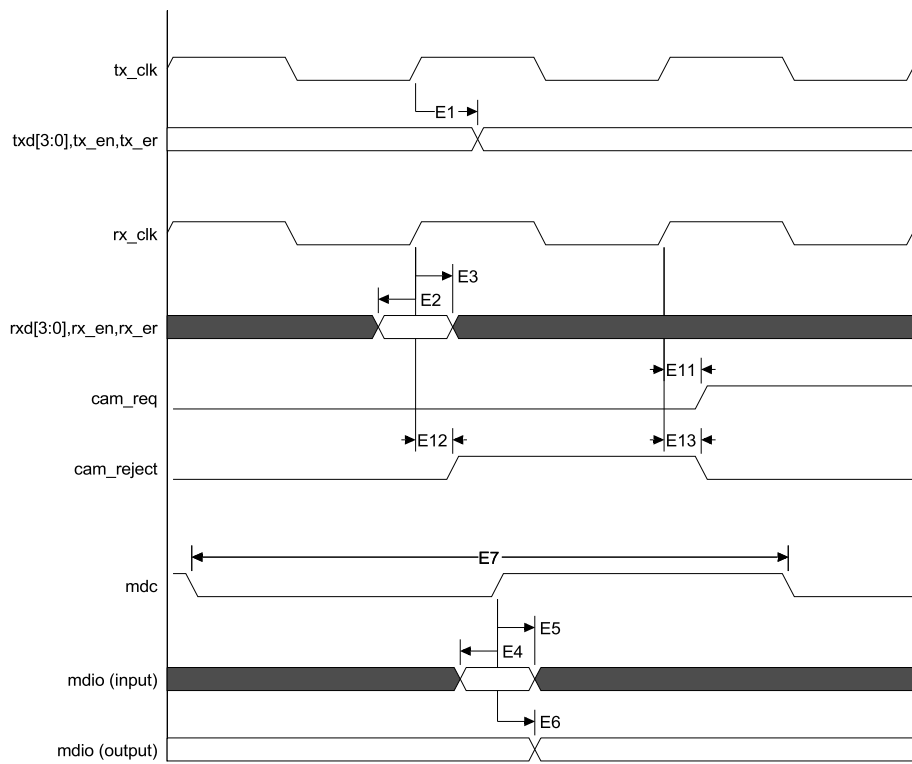 tx_clk
E1
txd[3:0],tx_en,tx_er
rx_clk
E3
E2
rxd[3:0],rx_en,rx_er
E11
cam_req
E12
E13
cam_reject
E7
mdc
E5
E4
mdio (input)
E6
mdio (output)